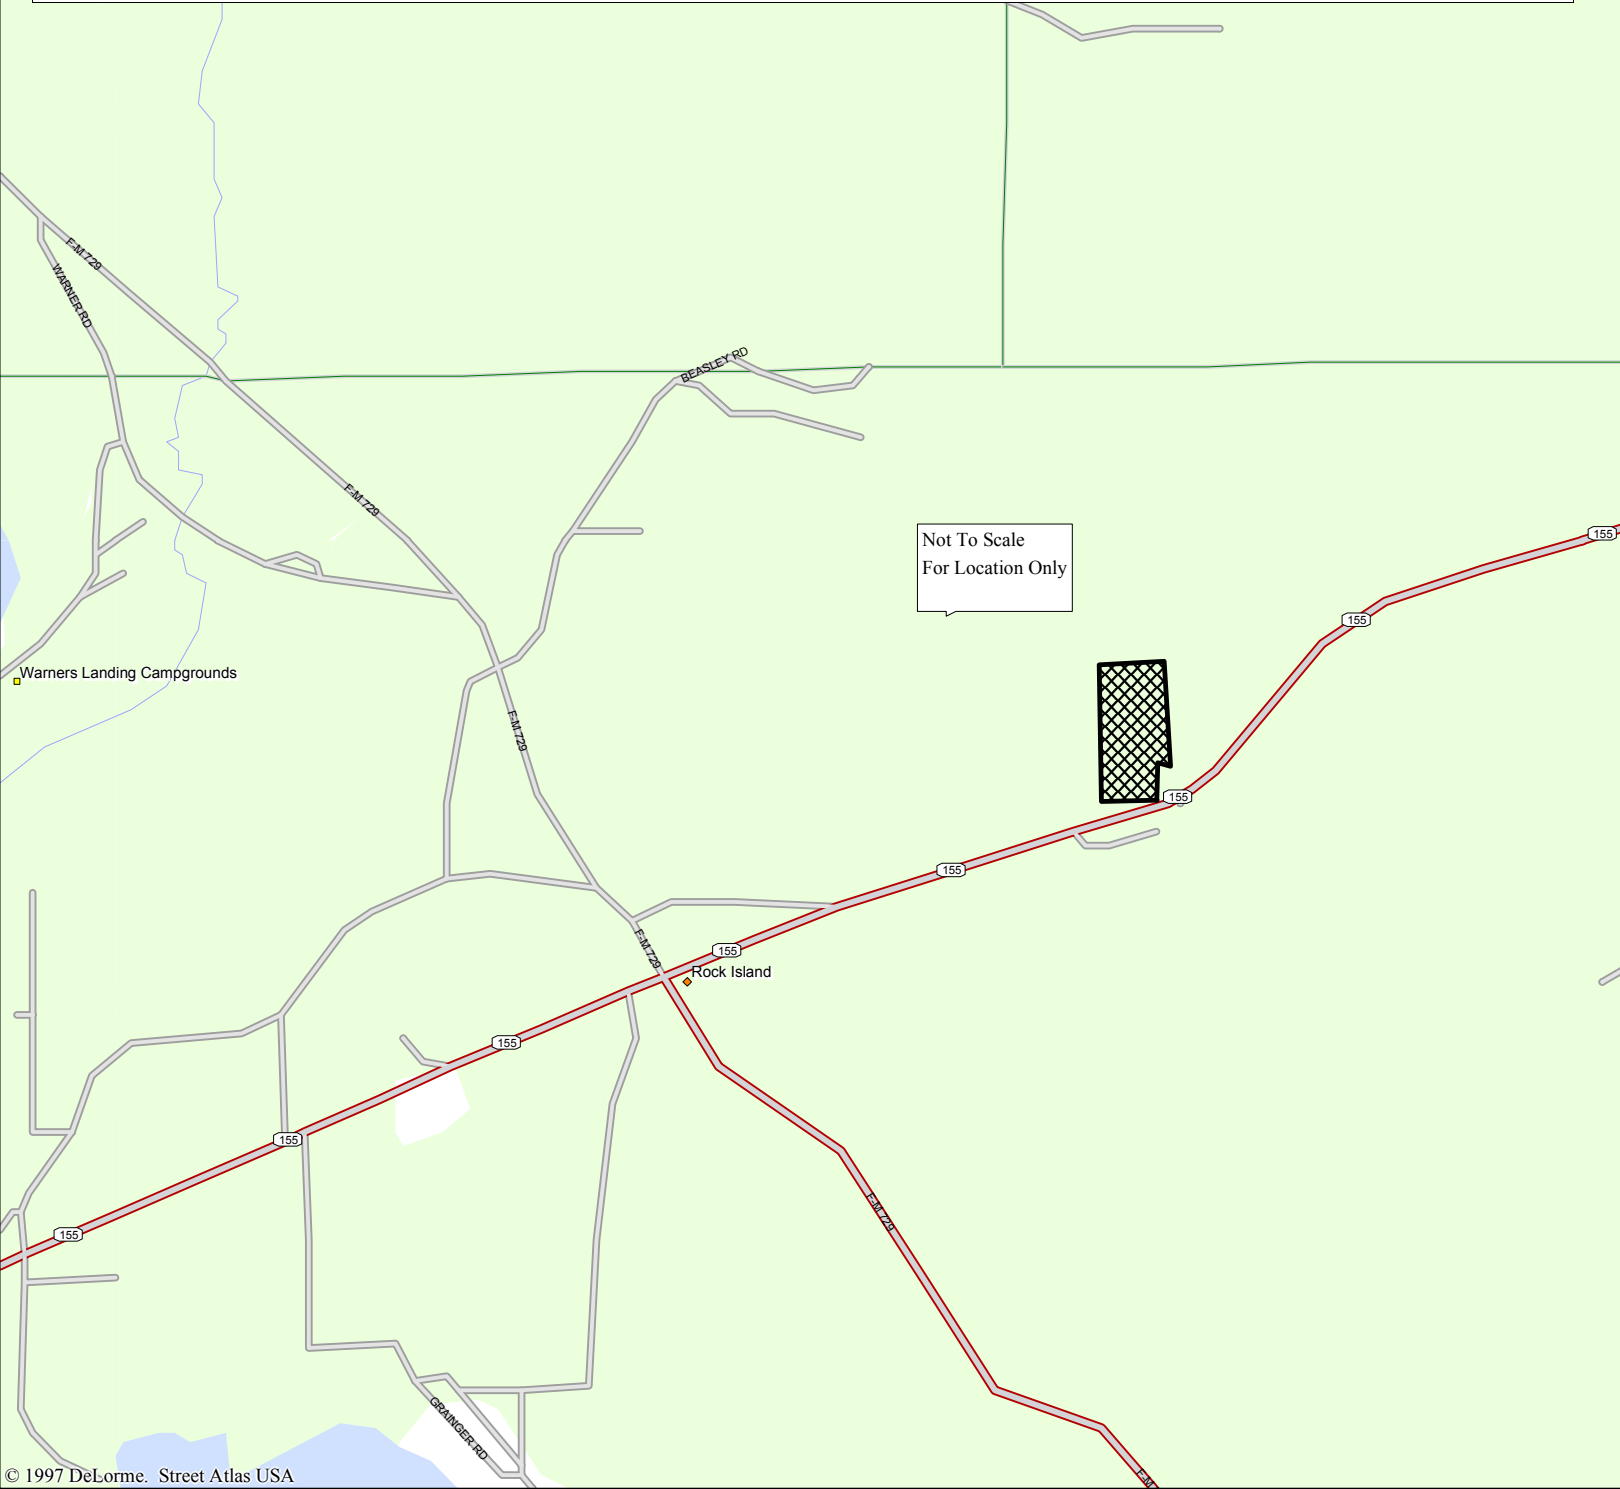 F-M 729
WARNER RD
BEASLEY RD
F-M 729
Not To Scale
For Location Only
155
155
Warners Landing Campgrounds
F-M 729
155
155
F-M 729
155
Rock Island
155
155
F-M 729
155
GRAINGER RD
F-M
© 1997 DeLorme. Street Atlas USA